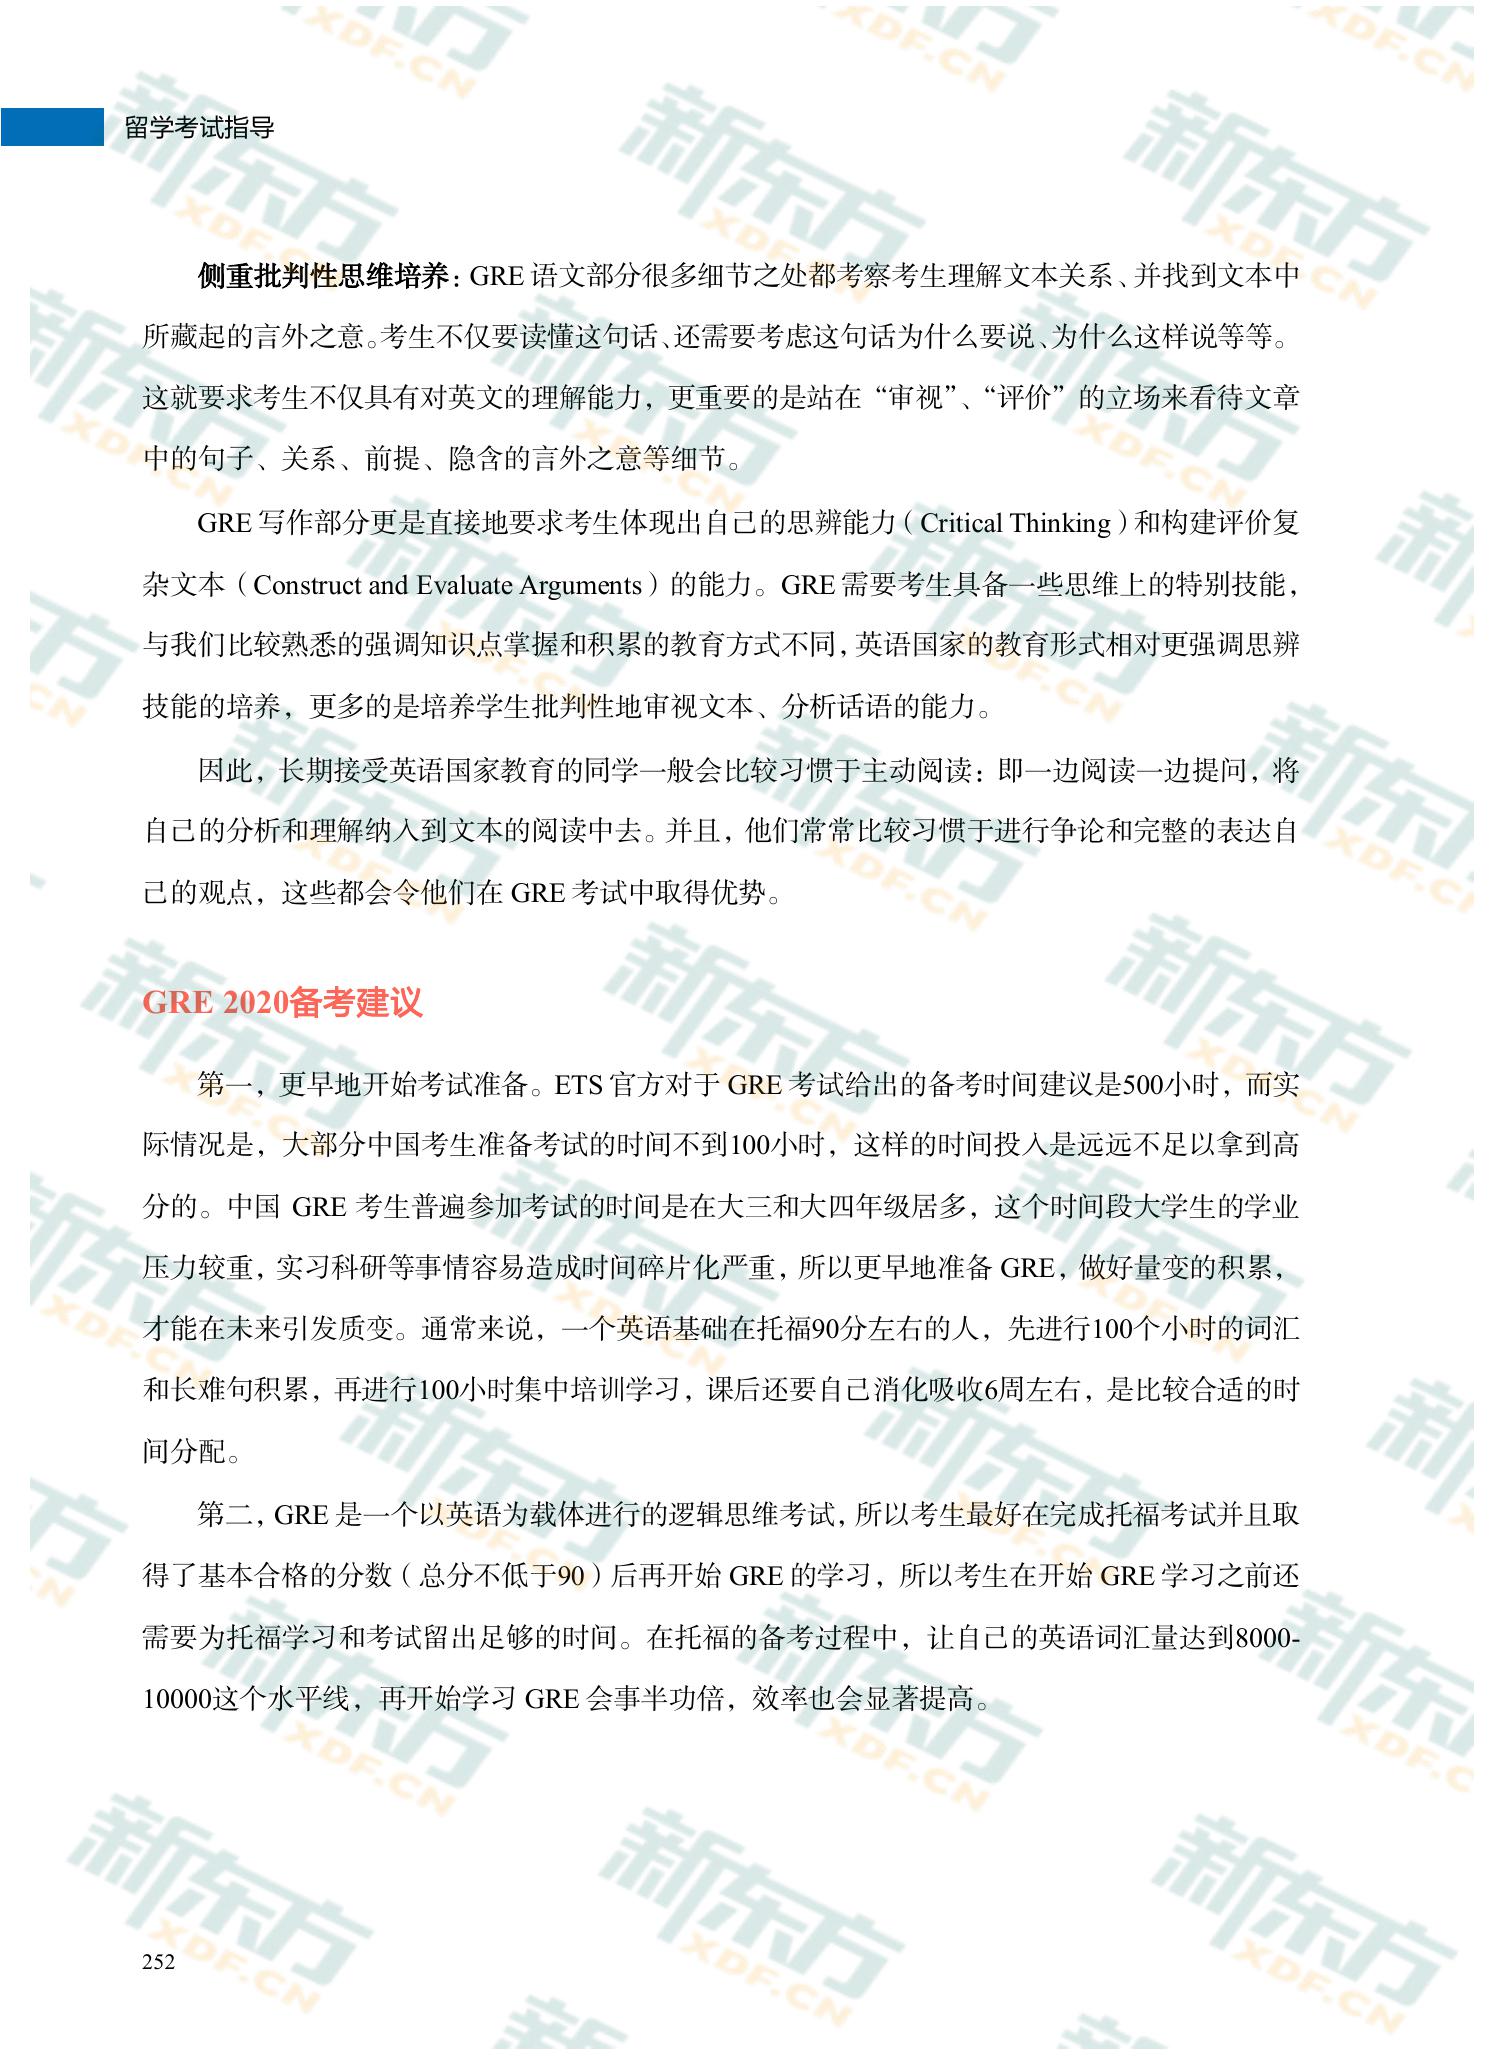 留学考试指导
侧重批判性思维培养：GRE 语文部分很多细节之处都考察考生理解文本关系、并找到文本中
所藏起的言外之意。考生不仅要读懂这句话、还需要考虑这句话为什么要说、为什么这样说等等。
这就要求考生不仅具有对英文的理解能力，更重要的是站在“审视”、“评价”的立场来看待文章
中的句子、关系、前提、隐含的言外之意等细节。
GRE 写作部分更是直接地要求考生体现出自己的思辨能力（Critical Thinking）和构建评价复
杂文本（Construct and Evaluate Arguments）的能力。GRE 需要考生具备一些思维上的特别技能，
与我们比较熟悉的强调知识点掌握和积累的教育方式不同，英语国家的教育形式相对更强调思辨
技能的培养，更多的是培养学生批判性地审视文本、分析话语的能力。
因此，长期接受英语国家教育的同学一般会比较习惯于主动阅读：即一边阅读一边提问，将
自己的分析和理解纳入到文本的阅读中去。并且，他们常常比较习惯于进行争论和完整的表达自
己的观点，这些都会令他们在 GRE 考试中取得优势。
GRE 2020备考建议
第一，更早地开始考试准备。ETS 官方对于 GRE 考试给出的备考时间建议是500小时，而实
际情况是，大部分中国考生准备考试的时间不到100小时，这样的时间投入是远远不足以拿到高
分的。中国 GRE 考生普遍参加考试的时间是在大三和大四年级居多，这个时间段大学生的学业
压力较重，实习科研等事情容易造成时间碎片化严重，所以更早地准备 GRE，做好量变的积累，
才能在未来引发质变。通常来说，一个英语基础在托福90分左右的人，先进行100个小时的词汇
和长难句积累，再进行100小时集中培训学习，课后还要自己消化吸收6周左右，是比较合适的时
间分配。
第二，GRE 是一个以英语为载体进行的逻辑思维考试，所以考生最好在完成托福考试并且取
得了基本合格的分数（总分不低于90）后再开始 GRE 的学习，所以考生在开始 GRE 学习之前还
需要为托福学习和考试留出足够的时间。在托福的备考过程中，让自己的英语词汇量达到8000-
10000这个水平线，再开始学习 GRE 会事半功倍，效率也会显著提高。
252